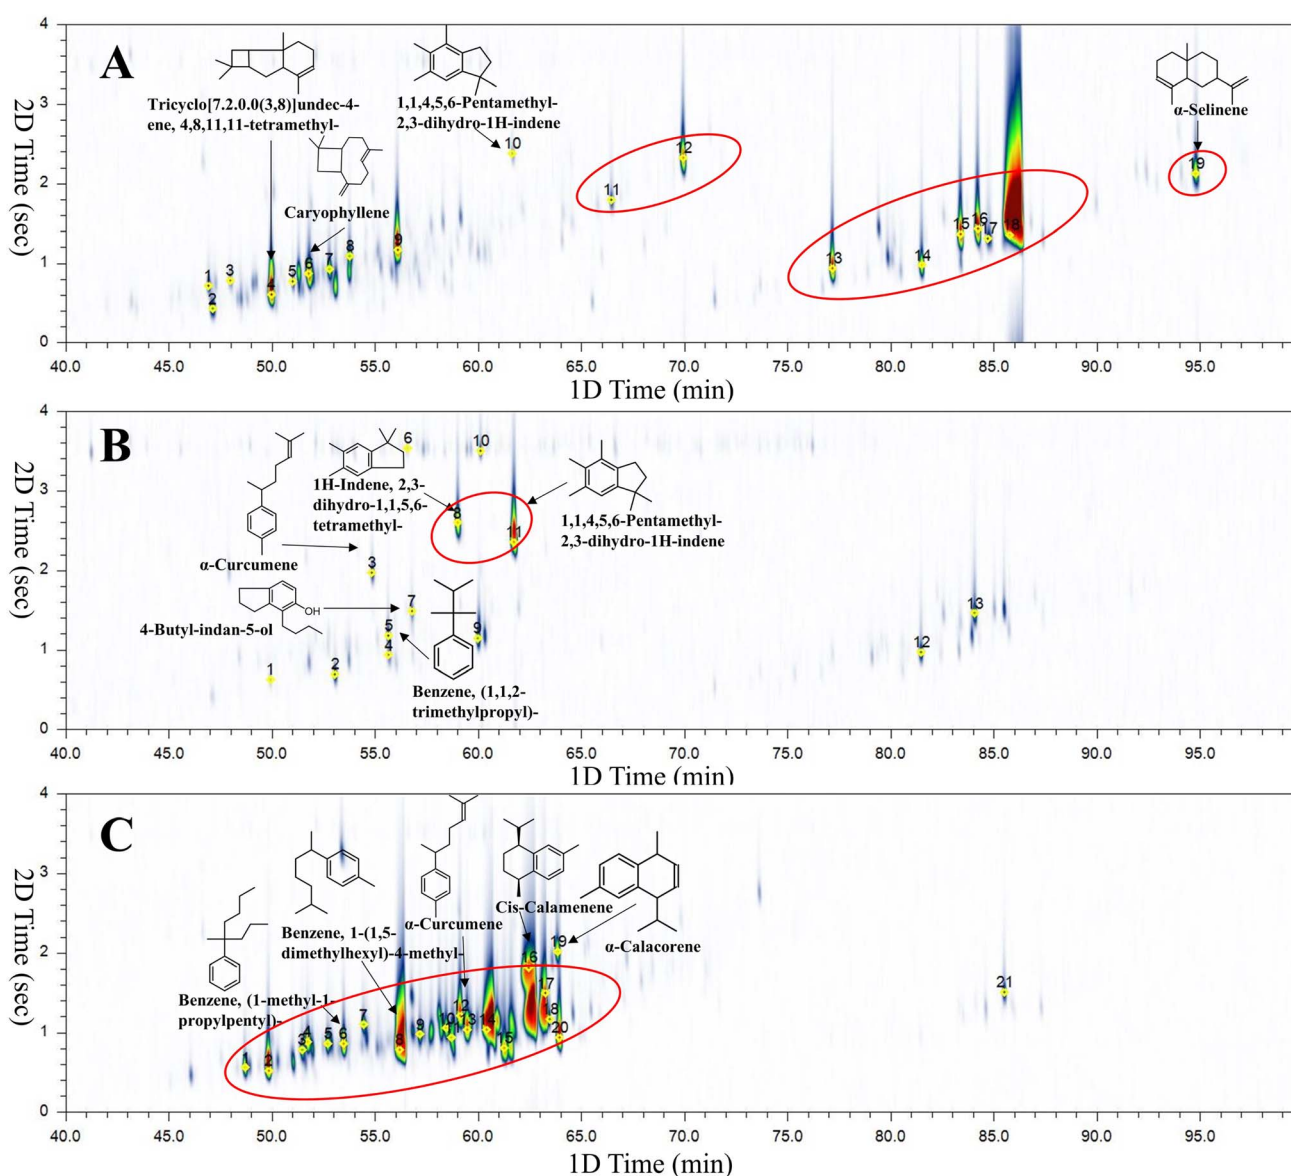 A
Tricyclo[7.2.0.0(3,8)]undec-4-
ene, 4,8,11,11-tetramethyl-
Caryophyllene
1,1,4,5,6-Pentamethyl-
2,3-dihydro-1H-indene
α-Selinene
1
2
3
4
5
6
7
8
9
10
11
12
13
14
15
16
17
18
19
4
3
2
1
0
2D Time (sec)
40.0 45.0 50.0 55.0 60.0 65.0 70.0 75.0 80.0 85.0 90.0 95.0
1D Time (min)
B
α-Curcumene
1H-Indene, 2,3-
dihydro-1,1,5,6-
tetramethyl-
1,1,4,5,6-Pentamethyl-
2,3-dihydro-1H-indene
OH
4-Butyl-indan-5-ol
Benzene, (1,1,2-
trimethylpropyl)-
1
2
3
4
5
6
7
8
9
10
11
12
13
4
3
2
1
0
2D Time (sec)
40.0 45.0 50.0 55.0 60.0 65.0 70.0 75.0 80.0 85.0 90.0 95.0
1D Time (min)
C
Benzene, (1-methyl-1-
propylpentyl)-
Benzene, 1-(1,5-
dimethylhexyl)-4-methyl-
α-Curcumene
Cis-Calamenene
α-Calacorene
1
2
3
4
5
6
7
8
9
10
11
12
13
14
15
16
17
18
19
20
21
4
3
2
1
0
2D Time (sec)
40.0 45.0 50.0 55.0 60.0 65.0 70.0 75.0 80.0 85.0 90.0 95.0
1D Time (min)